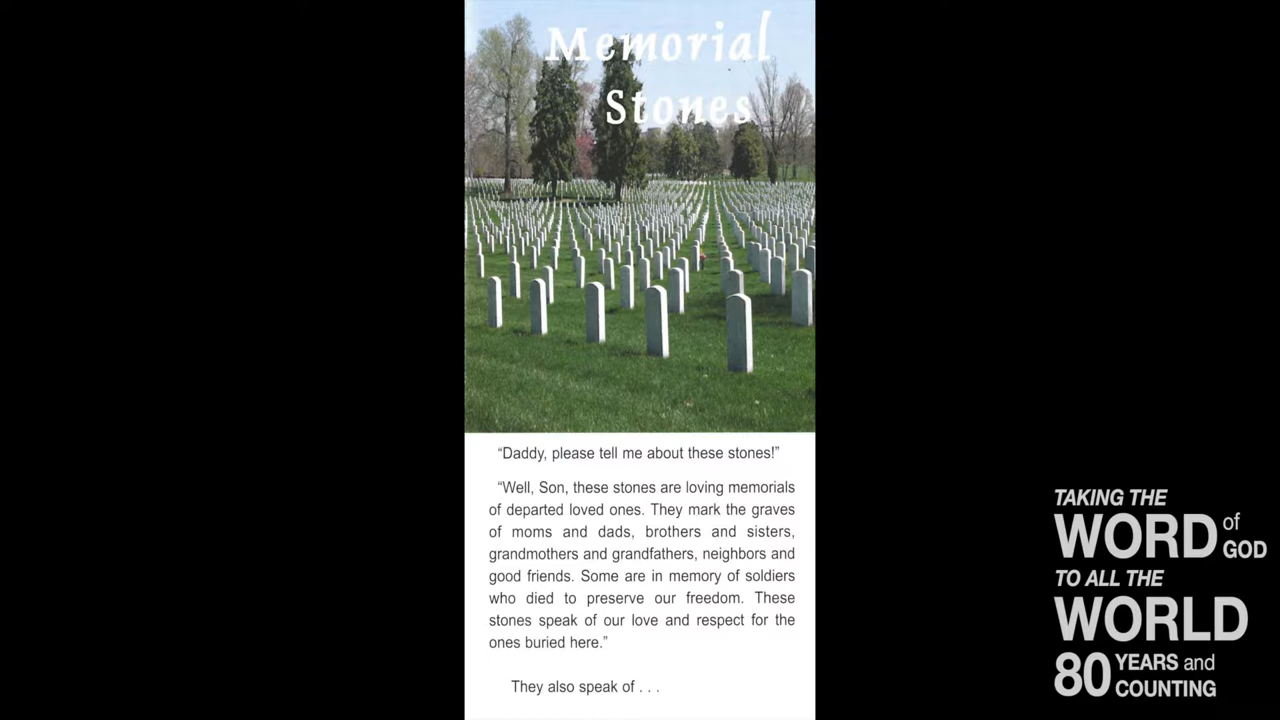 Memorial
Stones
“Daddy, please tell me about these stones!”
“Well, Son, these stones are loving memorials
of departed loved ones. They mark the graves
of moms and dads, brothers and sisters,
grandmothers and grandfathers, neighbors and
good friends. Some are in memory of soldiers
who died to preserve our freedom. These
stones speak of our love and respect for the
ones buried here.”
They also speak of . . .
TAKING THE
WORD of
GOD
TO ALL THE
WORLD
80 YEARS and
COUNTING